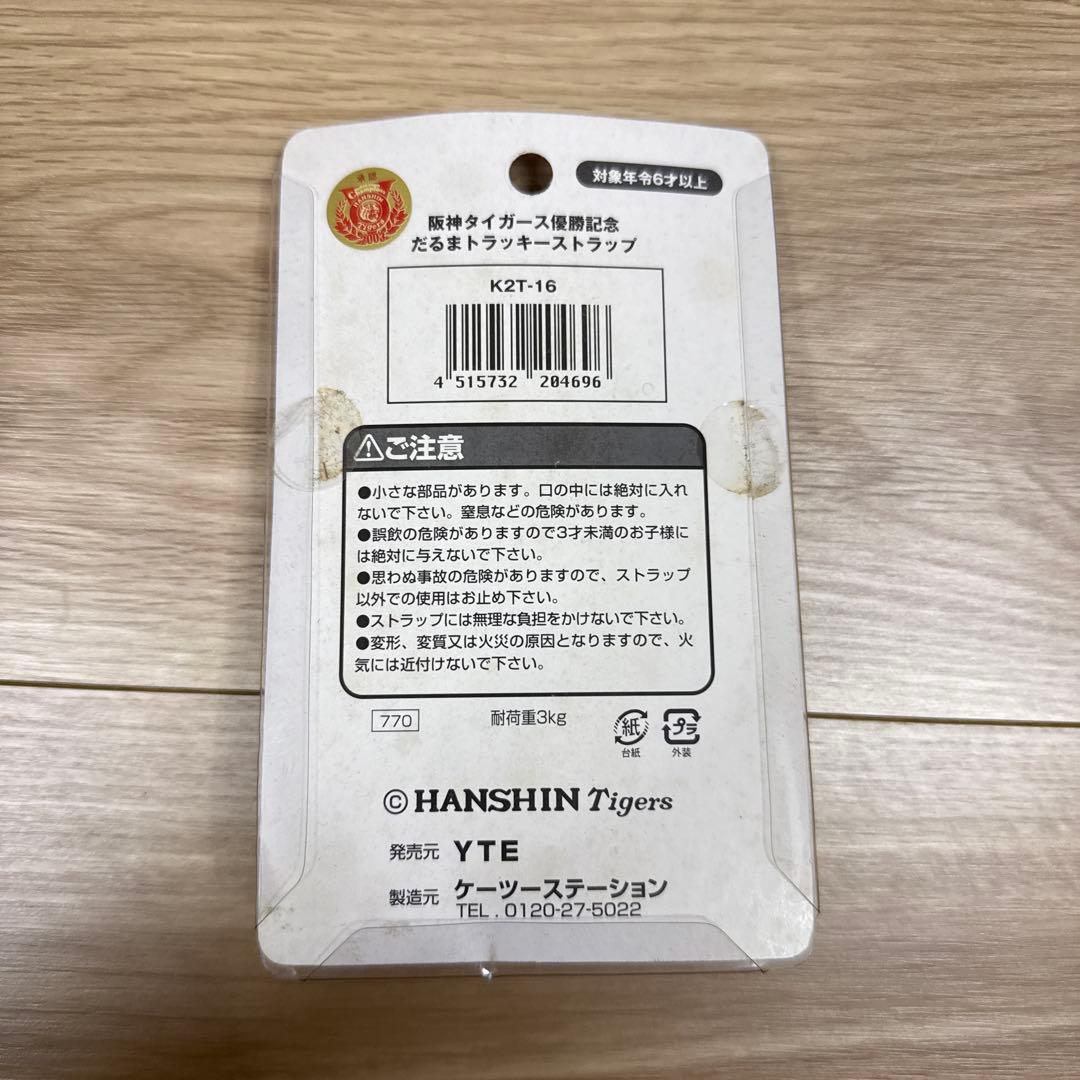 承認
Champions
HANSHIN
Tigers
2003
対象年令6才以上
阪神タイガース優勝記念
だるまトラッキーストラップ
K2T-16
4 515732 204696
ご注意
●小さな部品があります。口の中には絶対に入れ
ないで下さい。窒息などの危険があります。
●誤飲の危険がありますので3才未満のお子様に
は絶対に与えないで下さい。
●思わぬ事故の危険がありますので、ストラップ
以外での使用はお止め下さい。
●ストラップには無理な負担をかけないで下さい。
●変形、変質又は火災の原因となりますので、火
気には近付けないで下さい。
770 耐荷重3kg
紙 プラ
台紙 外装
© HANSHIN Tigers
発売元 YTE
製造元 ケーツーステーション
TEL . 0120-27-5022